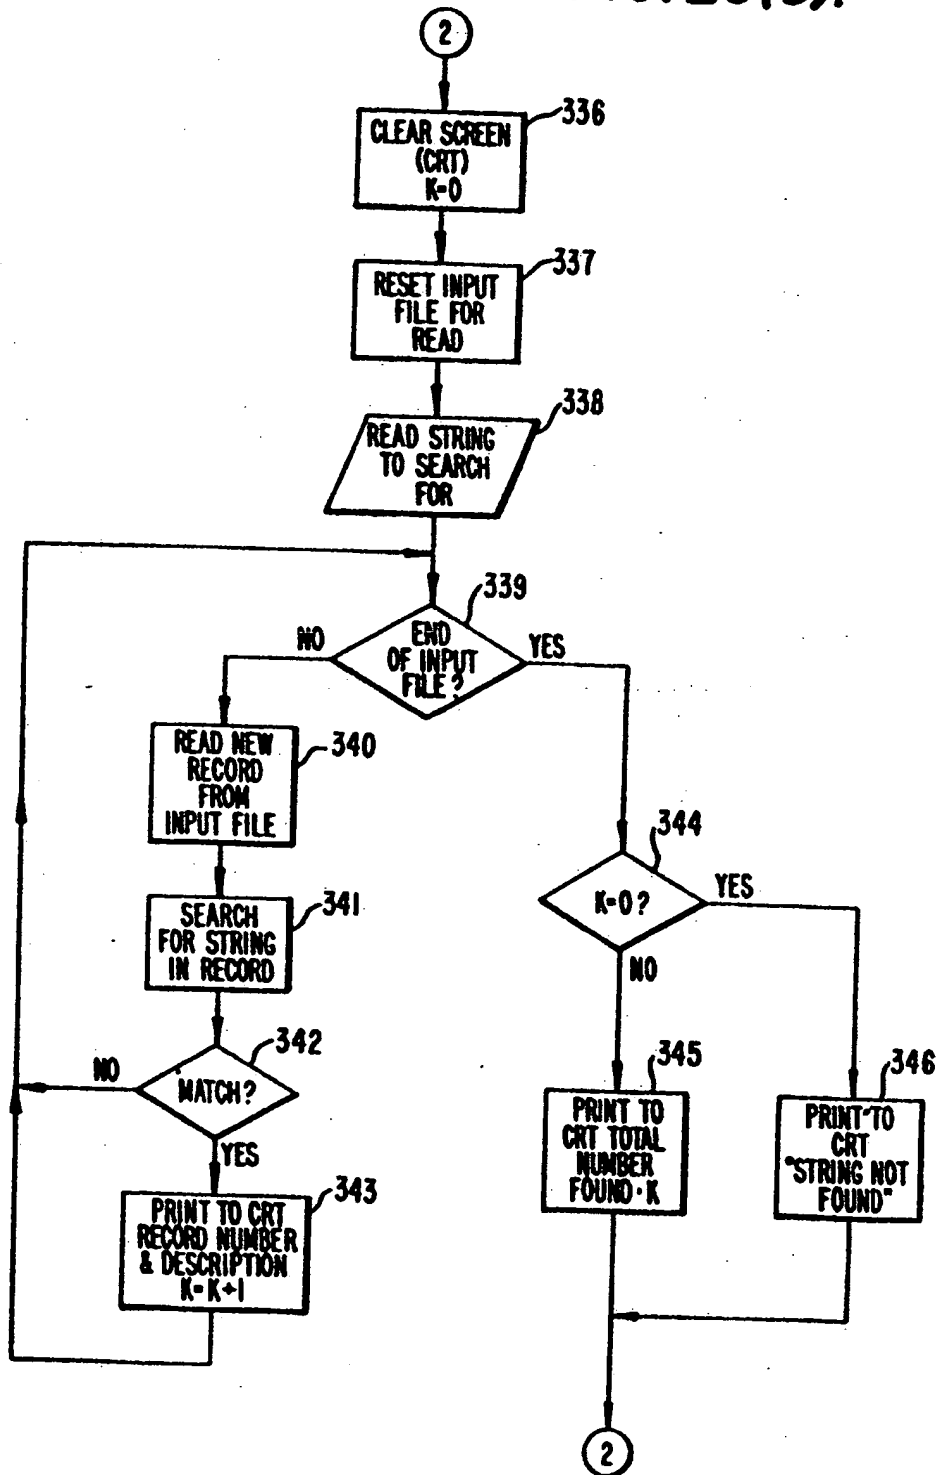 2
336
CLEAR SCREEN
(CRT)
K=0
337
RESET INPUT
FILE FOR
READ
338
READ STRING
TO SEARCH
FOR
339
END
OF INPUT
FILE?
NO
YES
READ NEW
RECORD
FROM
INPUT FILE
340
344
K=0?
YES
NO
SEARCH
FOR STRING
IN RECORD
341
342
MATCH?
NO
YES
345
PRINT TO
CRT TOTAL
NUMBER
FOUND·K
346
PRINT TO
CRT
"STRING NOT
FOUND"
343
PRINT TO CRT
RECORD NUMBER
& DESCRIPTION
K=K+1
2